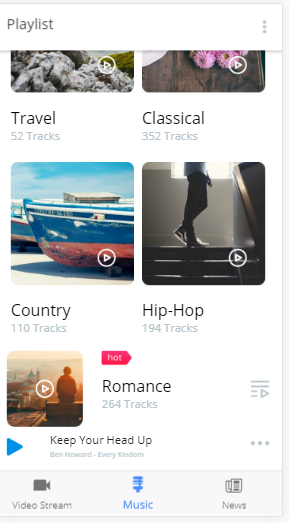 Playlist
Travel
Classical
52 Tracks
352 Tracks
Country
Hip-Hop
110 Tracks
194 Tracks
hot
Romance
264 Tracks
Keep Your Head Up
Ben Howard - Every Kindom
Video Stream
Music
News